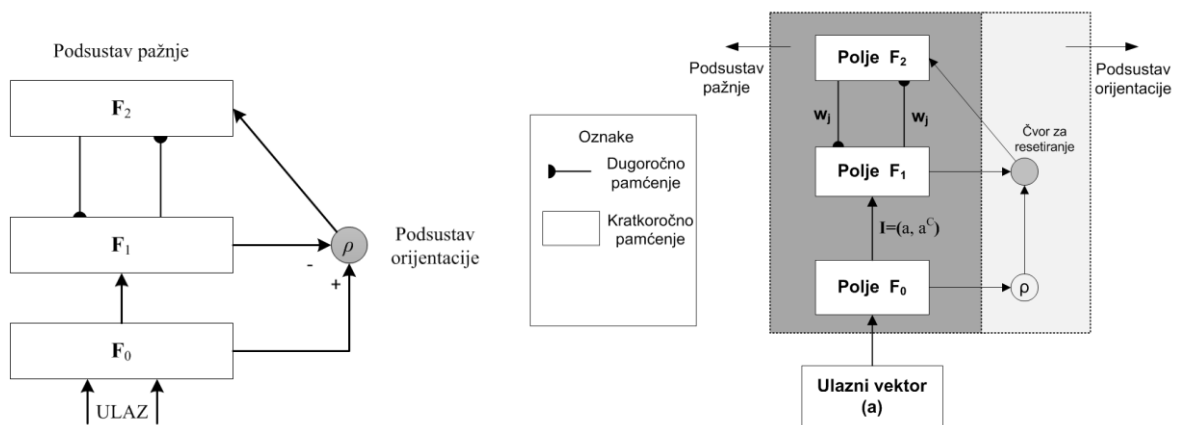 Podsustav pažnje
F₂
F₁
F₀
ULAZ
ρ
-
+
Podsustav
orijentacije
Oznake
Dugoročno
pamćenje
Kratkoročno
pamćenje
Podsustav
pažnje
Polje F₂
wⱼ
wⱼ
Polje F₁
I=(a, aᶜ)
Polje F₀
Ulazni vektor
(a)
Podsustav
orijentacije
Čvor za
resetiranje
ρ